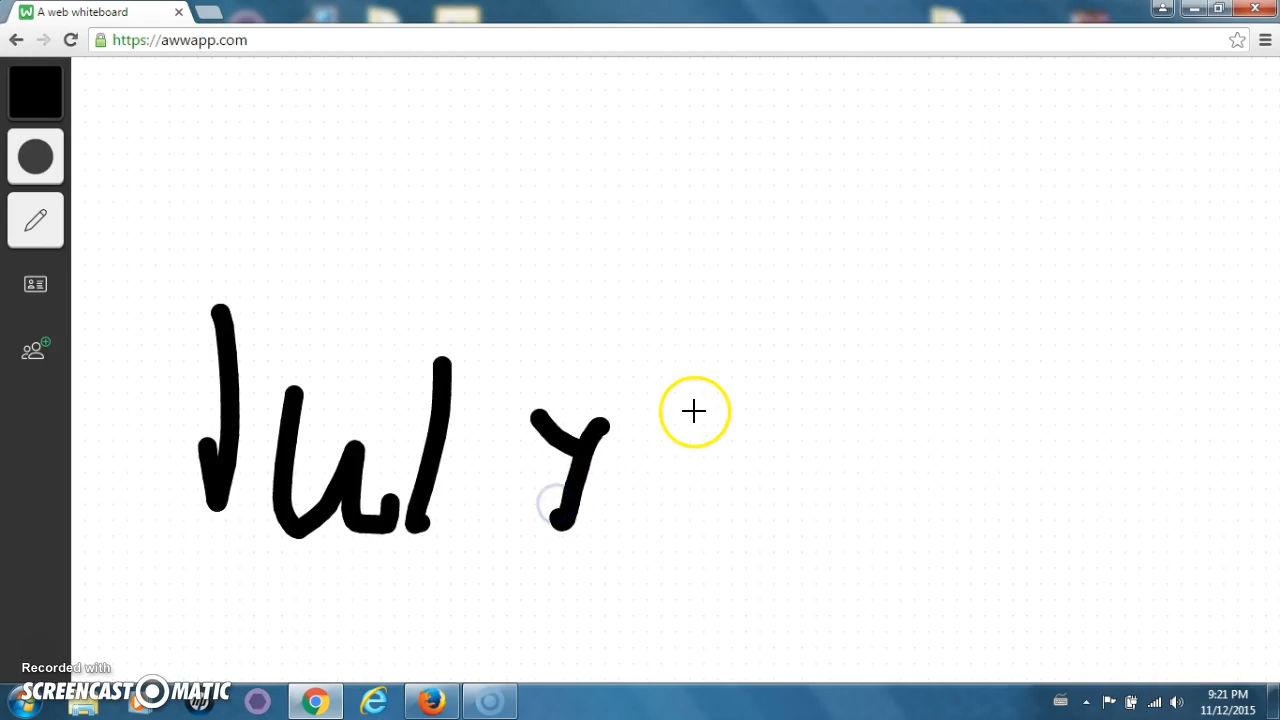 A web whiteboard
https://awwapp.com
July
Recorded with
SCREENCAST MATIC
9:21 PM
11/12/2015